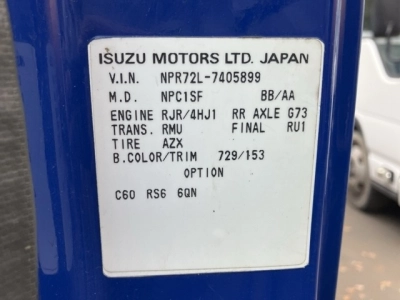 ISUZU MOTORS LTD. JAPAN
V.I.N. NPR72L-7405899
M.D. NPC1SF BB/AA
ENGINE RJR/4HJ1 RR AXLE G73
TRANS. RMU FINAL RU1
TIRE AZX
B.COLOR/TRIM 729/153
OPTION
C60 RS6 6QN